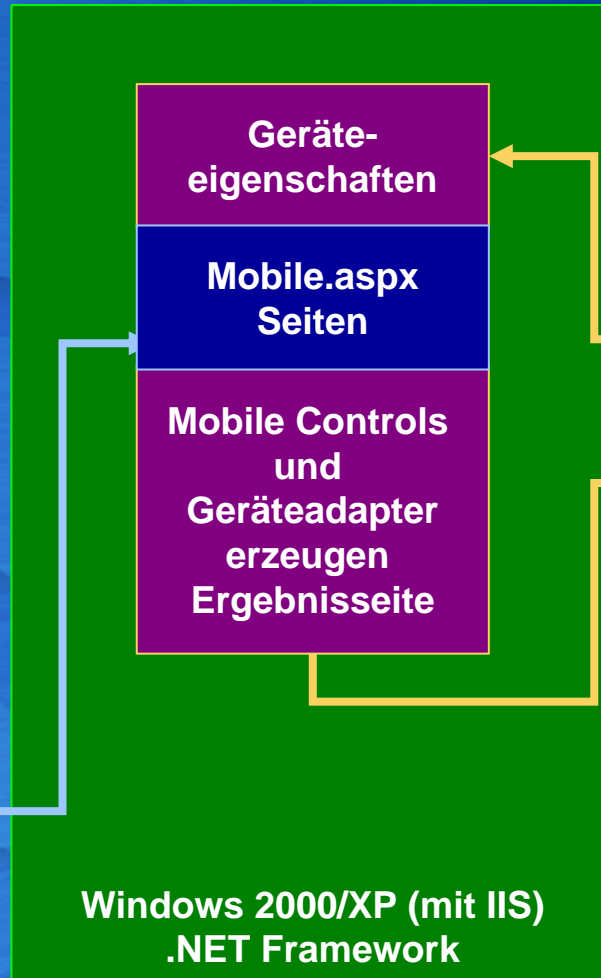 Geräte-
eigenschaften
Mobile.aspx
Seiten
Mobile Controls
und
Geräteadapter
erzeugen
Ergebnisseite
Windows 2000/XP (mit IIS)
.NET Framework